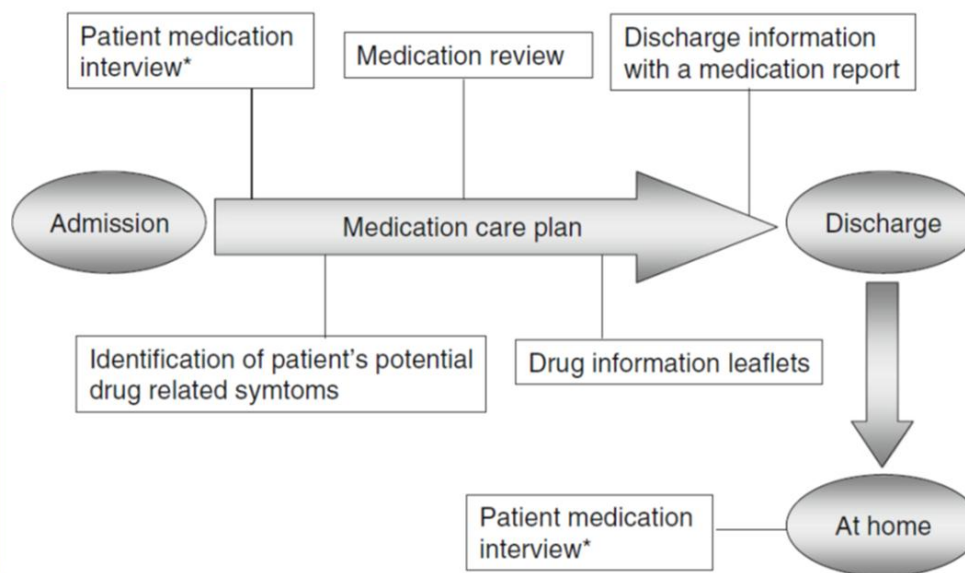 Patient medication
interview*
Medication review
Discharge information
with a medication report
Admission
Medication care plan
Discharge
Identification of patient's potential
drug related symtoms
Drug information leaflets
Patient medication
interview*
At home